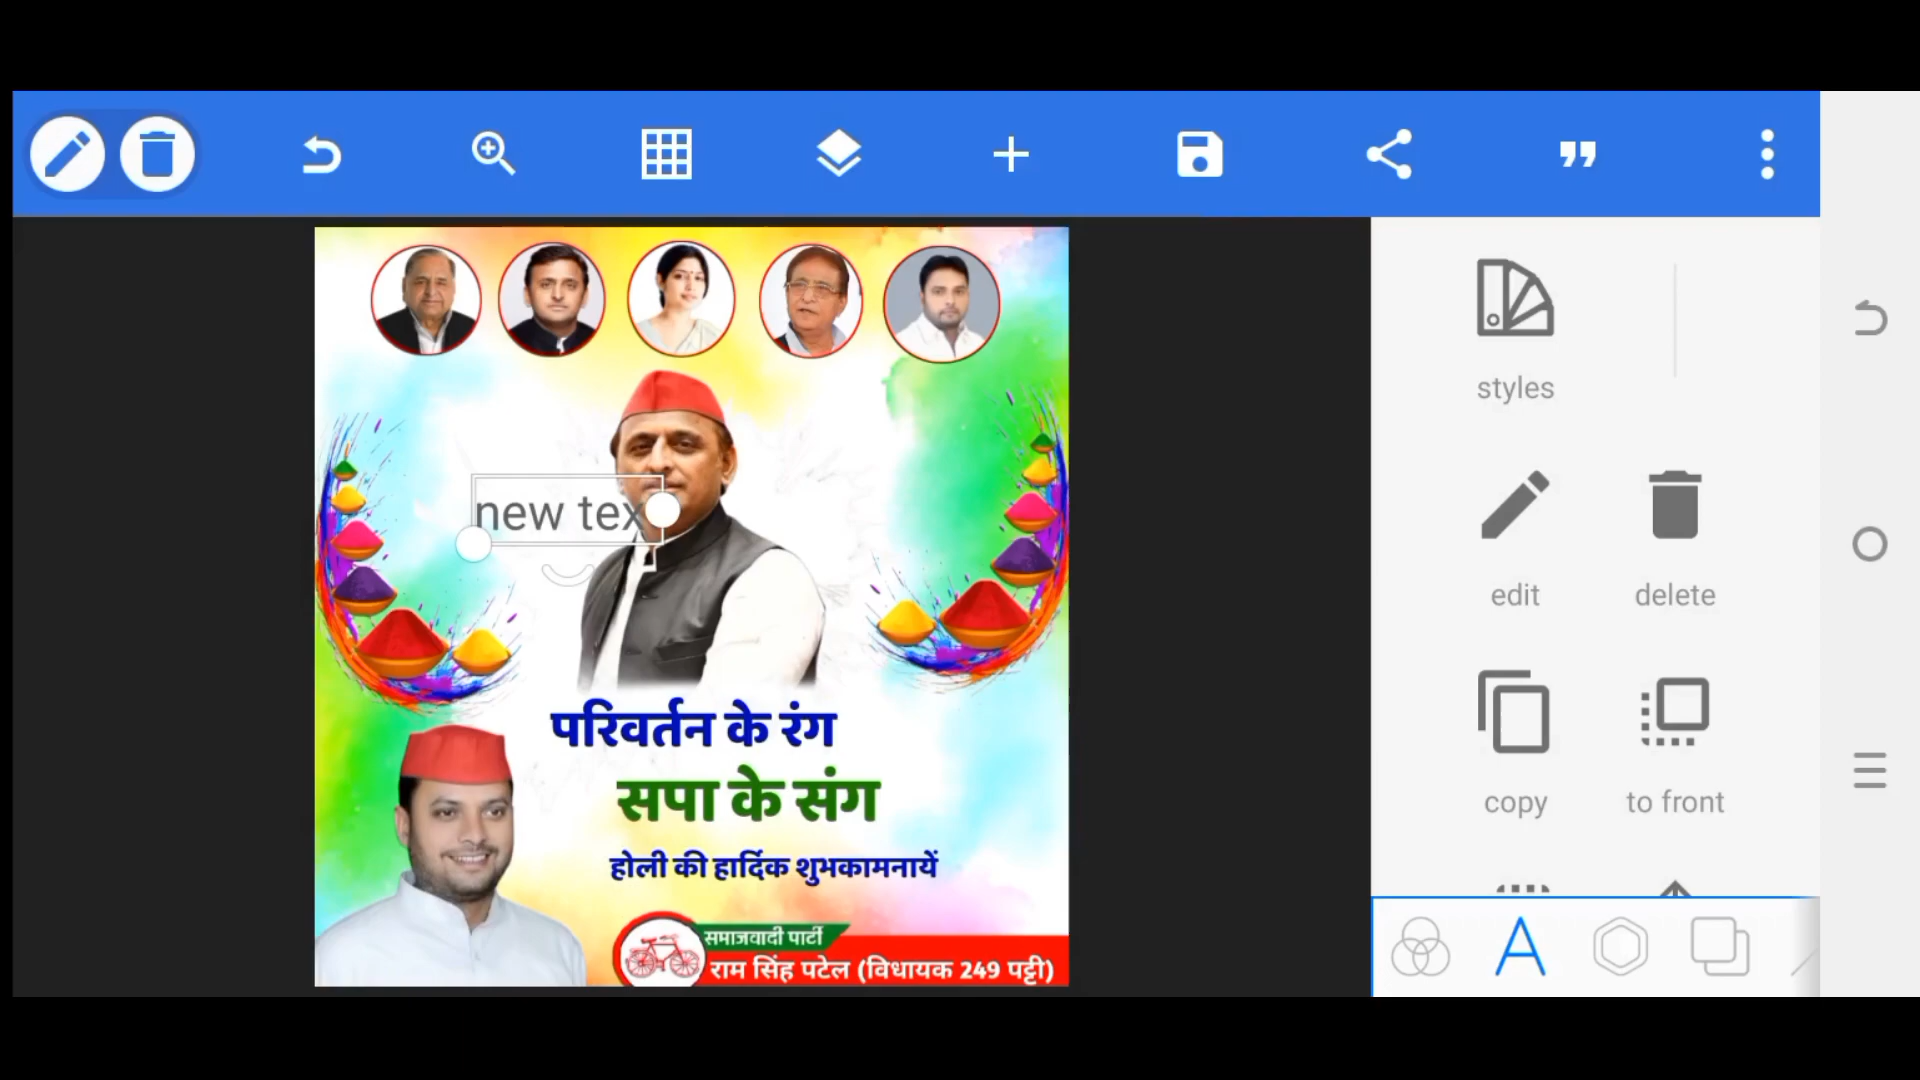 styles
new tex
edit
delete
copy
to front
परिवर्तन के रंग
सपा के संग
होली की हार्दिक शुभकामनायें
समाजवादी पार्टी
राम सिंह पटेल (विधायक 249 पट्टी)